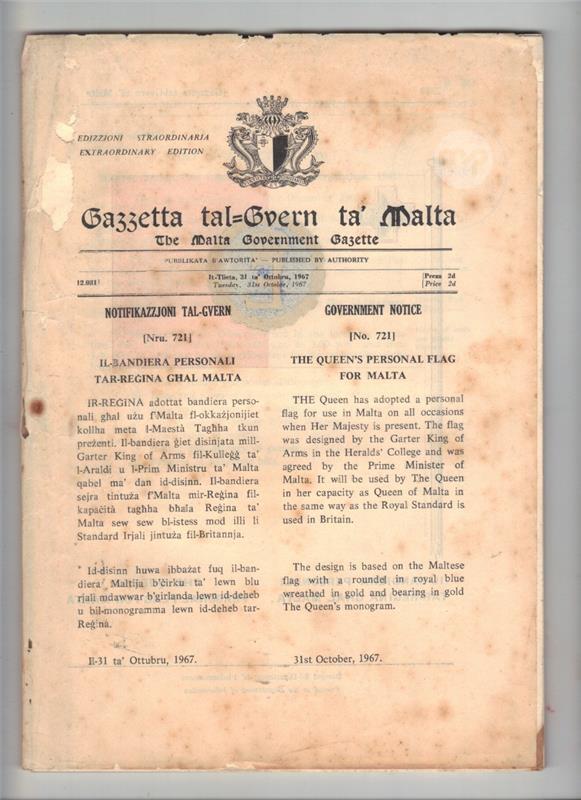 EDIZZJONI STRAORDINARJA
EXTRAORDINARY EDITION
Gazzetta tal=Gvern ta' Malta
The Malta Government Gazette
PUBBLIKATA B'AWTORITA' — PUBLISHED BY AUTHORITY
12.081
It-Tlieta, 31 ta' Ottubru, 1967
Tuesday, 31st October, 1967
Prezz 2d
Price 2d
NOTIFIKAZZJONI TAL-GVERN
[Nru. 721]
IL-BANDIERA PERSONALI
TAR-REĠINA GĦAL MALTA
IR-REĠINA adottat bandiera perso-
nali għal użu f'Malta fl-okkażjonijiet
kollha meta l-Maestà Tagħha tkun
preżenti. Il-bandiera ġiet disinjata mill-
Garter King of Arms fil-Kulleġġ ta'
l-Araldi u l-Prim Ministru ta' Malta
qabel ma' dan id-disinn. Il-bandiera
sejra tintuża f'Malta mir-Reġina fil-
kapaċità tagħha bħala Reġina ta'
Malta sew sew bl-istess mod illi li
Standard Irjali jintuża fil-Britannja.
Id-disinn huwa ibbażat fuq il-ban-
diera Maltija b'ċirku ta' lewn blu
rjali mdawwar b'girlanda lewn id-deheb
u bil-monogramma lewn id-deheb tar-
Reġina.
Il-31 ta' Ottubru, 1967.
GOVERNMENT NOTICE
[No. 721]
THE QUEEN'S PERSONAL FLAG
FOR MALTA
THE Queen has adopted a personal
flag for use in Malta on all occasions
when Her Majesty is present. The flag
was designed by the Garter King of
Arms in the Heralds' College and was
agreed by the Prime Minister of
Malta. It will be used by The Queen
in her capacity as Queen of Malta in
the same way as the Royal Standard is
used in Britain.
The design is based on the Maltese
flag with a roundel in royal blue
wreathed in gold and bearing in gold
The Queen's monogram.
31st October, 1967.